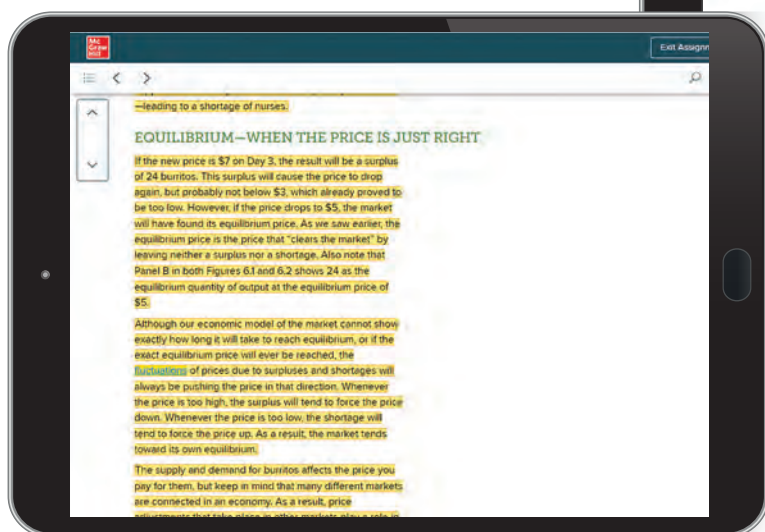 Mc
Graw
Hill
Exit Assignm
—leading to a shortage of nurses.
EQUILIBRIUM—WHEN THE PRICE IS JUST RIGHT
If the new price is $7 on Day 3, the result will be a surplus
of 24 burritos. This surplus will cause the price to drop
again, but probably not below $3, which already proved to
be too low. However, if the price drops to $5, the market
will have found its equilibrium price. As we saw earlier, the
equilibrium price is the price that "clears the market" by
leaving neither a surplus nor a shortage. Also note that
Panel B in both Figures 6.1 and 6.2 shows 24 as the
equilibrium quantity of output at the equilibrium price of
$5.
Although our economic model of the market cannot show
exactly how long it will take to reach equilibrium, or if the
exact equilibrium price will ever be reached, the
fluctuations of prices due to surpluses and shortages will
always be pushing the price in that direction. Whenever
the price is too high, the surplus will tend to force the price
down. Whenever the price is too low, the shortage will
tend to force the price up. As a result, the market tends
toward its own equilibrium.
The supply and demand for burritos affects the price you
pay for them, but keep in mind that many different markets
are connected in an economy. As a result, price
adjustments that take place in other markets play a role in